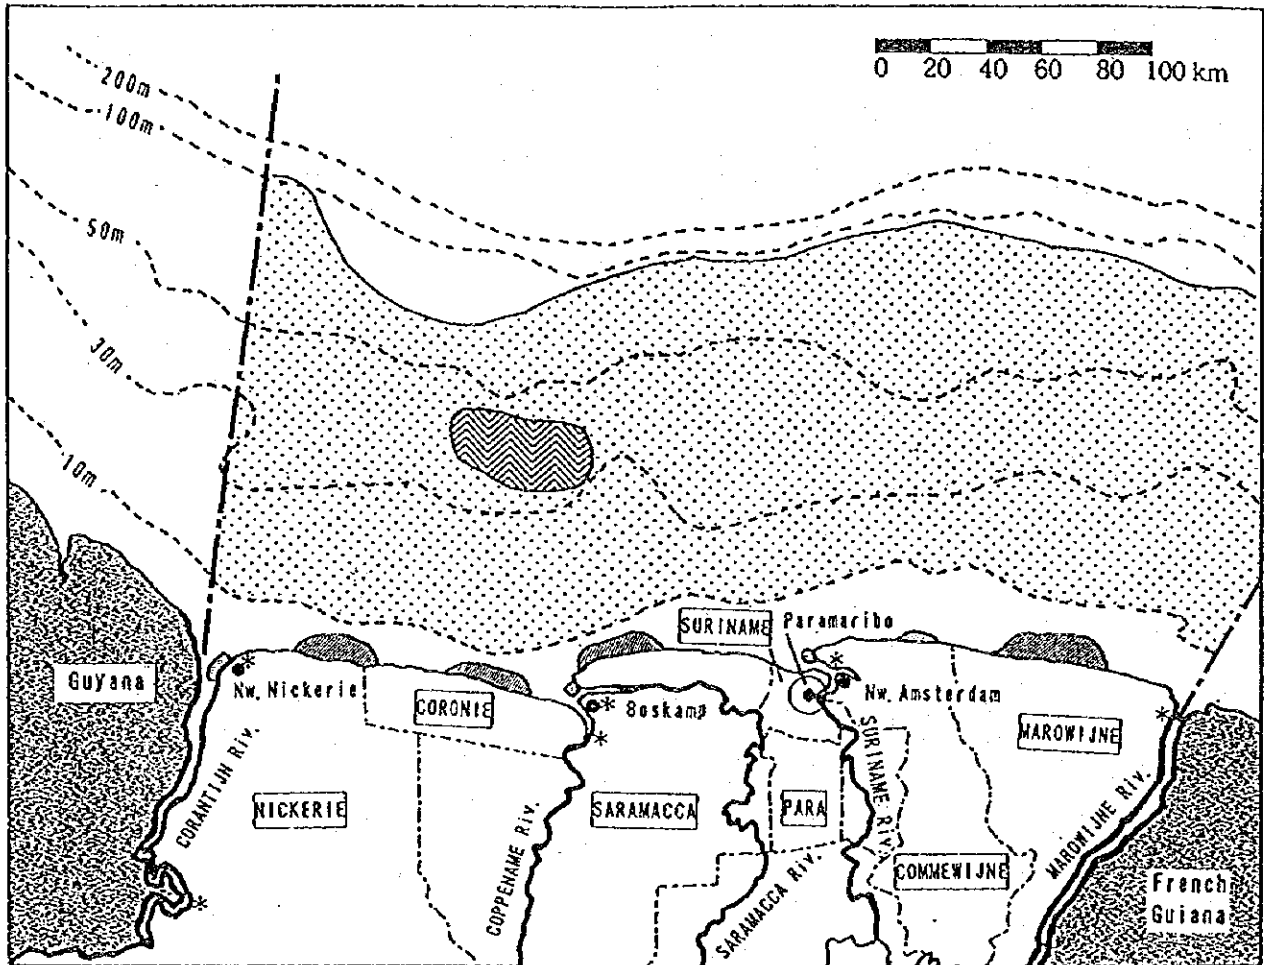 0 20 40 60 80 100 km
200m
100m
50m
30m
10m
SURINAME
Paramaribo
Guyana
Nw. Nickerie
CORONIE
Boskamp
Nw. Amsterdam
MAROWIJNE
CORANTIJN RIV.
NICKERIE
COPPENAME RIV.
SARAMACCA
PARA
SURINAME RIV.
SARAMACCA RIV.
COMMEWIJNE
MAROWIJNE RIV.
French
Guiana